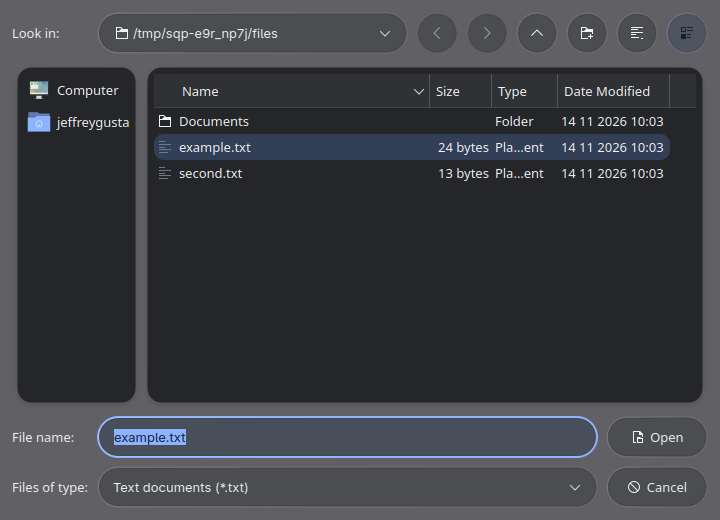 Look in: /tmp/sqp-e9r_np7j/files
Computer
jeffreygusta
Name Size Type Date Modified
Documents Folder 14 11 2026 10:03
example.txt 24 bytes Pla...ent 14 11 2026 10:03
second.txt 13 bytes Pla...ent 14 11 2026 10:03
File name: example.txt Open
Files of type: Text documents (*.txt) Cancel